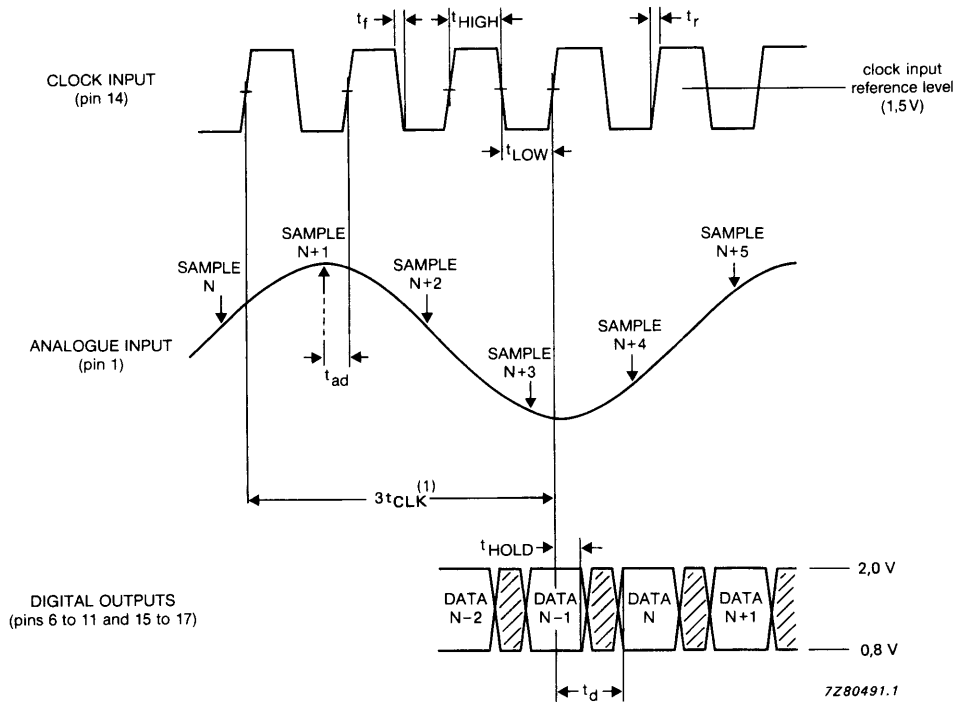 tf
tHIGH
tr
CLOCK INPUT
(pin 14)
clock input
reference level
(1,5 V)
tLOW
SAMPLE
N
SAMPLE
N+1
SAMPLE
N+2
SAMPLE
N+3
SAMPLE
N+4
SAMPLE
N+5
ANALOGUE INPUT
(pin 1)
tad
3tCLK(1)
tHOLD
2,0 V
DIGITAL OUTPUTS
(pins 6 to 11 and 15 to 17)
DATA
N-2
DATA
N-1
DATA
N
DATA
N+1
0,8 V
td
7Z80491.1